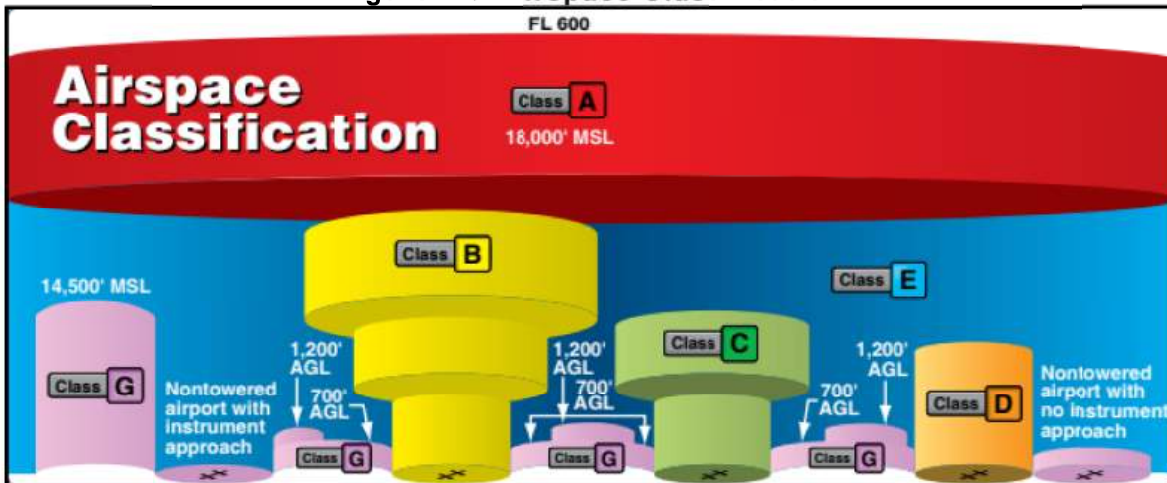 FL 600
Airspace
Classification
Class A
18,000' MSL
Class B
Class E
14,500' MSL
Class C
1,200'
AGL
1,200'
AGL
1,200'
AGL
Class G
Nontowered
airport with
instrument
approach
700'
AGL
700'
AGL
700'
AGL
Class D
Nontowered
airport with
no instrument
approach
Class G
Class G
Class G